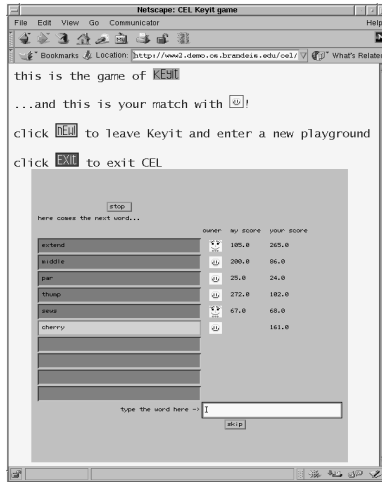 Netscape: CEL Keyit game
File Edit View Go Communicator Help
Bookmarks Location: http://www2.demo.cs.brandeis.edu/cel/ What's Relate
this is the game of KEYIT
...and this is your match with !
click NEW to leave Keyit and enter a new playground
click EXIt to exit CEL
stop
here comes the next word...
owner my score your score
extend 105.0 265.0
middle 200.0 86.0
par 25.0 24.0
thump 272.0 102.0
sews 67.0 68.0
cherry 161.0
type the word here ->
skip